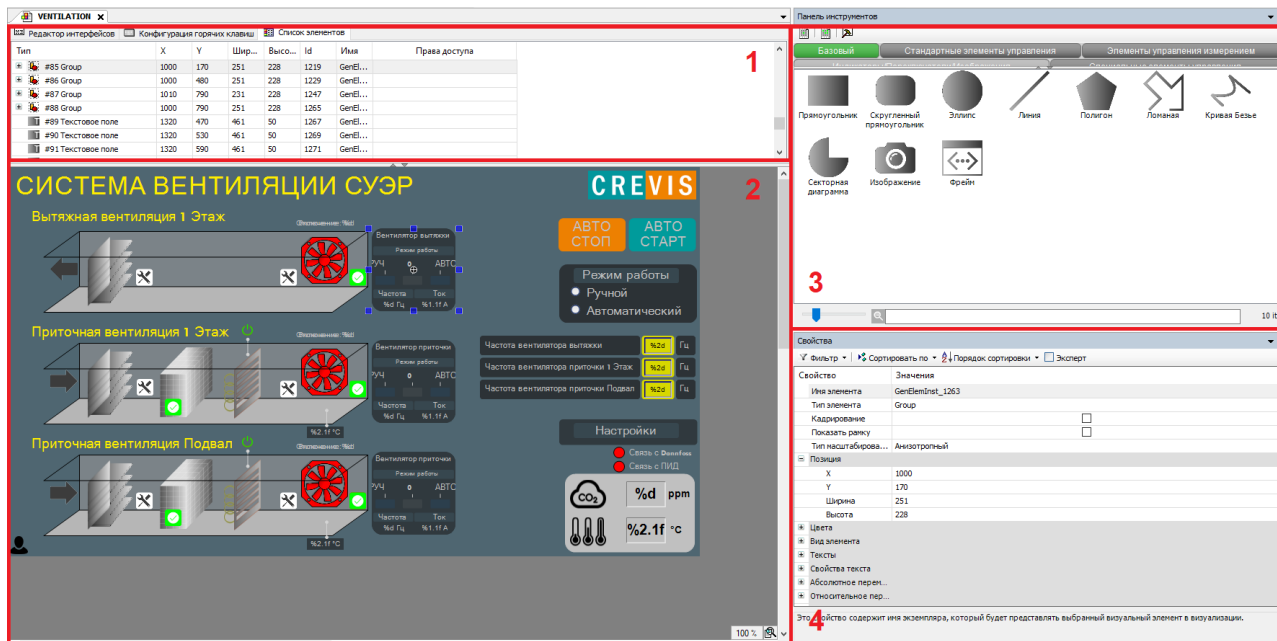 VENTILATION x
Редактор интерфейсов Конфигурация горячих клавиш Список элементов
Тип X Y Шир... Высо... Id Имя Права доступа
#85 Group 1000 170 251 228 1219 GenEl...
#86 Group 1000 480 251 228 1229 GenEl...
#87 Group 1010 790 231 228 1247 GenEl...
#88 Group 1000 790 251 228 1265 GenEl...
#89 Текстовое поле 1320 470 461 50 1267 GenEl...
#90 Текстовое поле 1320 530 461 50 1269 GenEl...
#91 Текстовое поле 1320 590 461 50 1271 GenEl...
1
СИСТЕМА ВЕНТИЛЯЦИИ СУЭР
CREVIS
2
Вытяжная вентиляция 1 Этаж
Вентилятор вытяжки
Режим работы
РУЧ 0 АВТО
Частота Ток
%d Гц %1.1f A
АВТО СТОП
АВТО СТАРТ
Режим работы
Ручной
Автоматический
Приточная вентиляция 1 Этаж
Вентилятор приточки
Режим работы
РУЧ 0 АВТО
Частота Ток
%d Гц %1.1f A
%2.1f °C
Частота вентилятора вытяжки %2d Гц
Частота вентилятора приточки 1 Этаж %2d Гц
Частота вентилятора приточки Подвал %2d Гц
Приточная вентиляция Подвал
Вентилятор приточки
Режим работы
РУЧ 0 АВТО
Частота Ток
%d Гц %1.1f A
%2.1f °C
Настройки
Связь с Danfoss
Связь с ПИД
CO2 %d ppm
%2.1f °C
100 %
Панель инструментов
Базовый Стандартные элементы управления Элементы управления измерением
Прямоугольник Скругленный прямоугольник Эллипс Линия Полигон Ломаная Кривая Безье
Секторная диаграмма Изображение Фрейм
3
10 it
Свойства
Фильтр Сортировать по Порядок сортировки Эксперт
Свойство Значения
Имя элемента GenElemInst_1263
Тип элемента Group
Кадрирование
Показать рамку
Тип масштабирова... Анизотропный
Позиция
X 1000
Y 170
Ширина 251
Высота 228
Цвета
Вид элемента
Тексты
Свойства текста
Абсолютное перем...
Относительное пер...
Это свойство содержит имя экземпляра, который будет представлять выбранный визуальный элемент в визуализации.
4